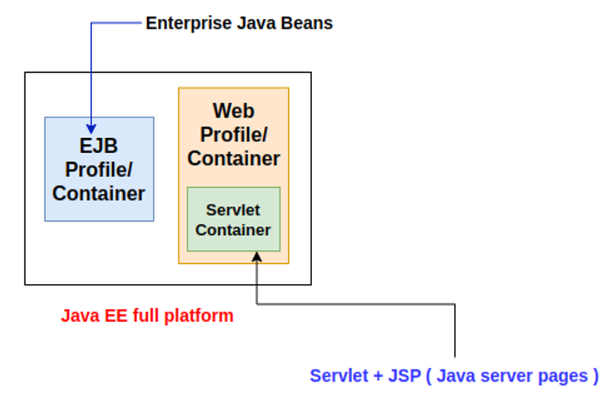 Enterprise Java Beans
EJB
Profile/
Container
Web
Profile/
Container
Servlet
Container
Java EE full platform
Servlet + JSP ( Java server pages )